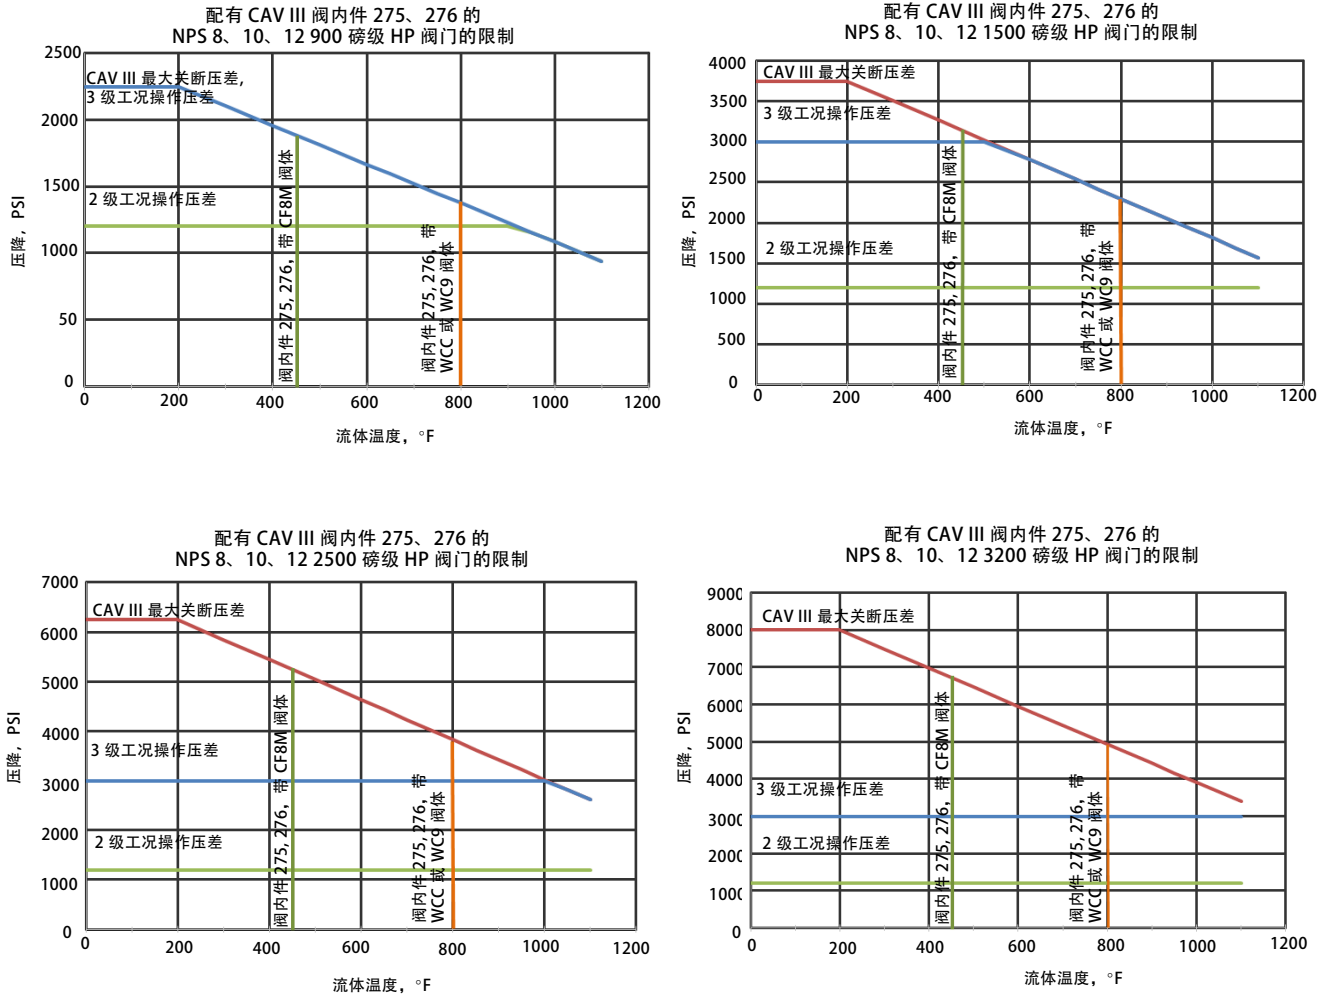 配有 CAV III 阀内件 275、276 的
NPS 8、10、12 900 磅级 HP 阀门的限制
2500
2000
1500
1000
50
0
压降，PSI
CAV III 最大关断压差，
3 级工况操作压差
2 级工况操作压差
阀内件 275, 276，带 CF8M 阀体
阀内件 275, 276，带
WCC 或 WC9 阀体
0 200 400 600 800 1000 1200
流体温度，°F
配有 CAV III 阀内件 275、276 的
NPS 8、10、12 1500 磅级 HP 阀门的限制
4000
3500
3000
2500
2000
1500
1000
500
0
压降，PSI
CAV III 最大关断压差
3 级工况操作压差
2 级工况操作压差
阀内件 275, 276，带 CF8M 阀体
阀内件 275, 276，带
WCC 或 WC9 阀体
0 200 400 600 800 1000 1200
流体温度，°F
配有 CAV III 阀内件 275、276 的
NPS 8、10、12 2500 磅级 HP 阀门的限制
7000
6000
5000
4000
3000
2000
1000
0
压降，PSI
CAV III 最大关断压差
3 级工况操作压差
2 级工况操作压差
阀内件 275, 276，带 CF8M 阀体
阀内件 275, 276，带
WCC 或 WC9 阀体
0 200 400 600 800 1000 1200
流体温度，°F
配有 CAV III 阀内件 275、276 的
NPS 8、10、12 3200 磅级 HP 阀门的限制
9000
8000
7000
6000
5000
4000
3000
2000
1000
0
压降，PSI
CAV III 最大关断压差
3 级工况操作压差
2 级工况操作压差
阀内件 275, 276，带 CF8M 阀体
阀内件 275, 276，带
WCC 或 WC9 阀体
0 200 400 600 800 1000 1200
流体温度，°F